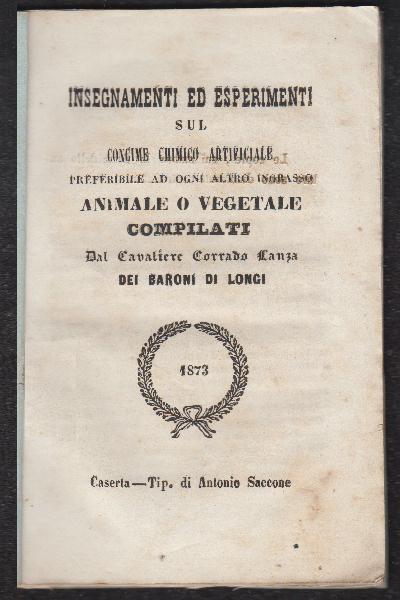 INSEGNAMENTI ED ESPERIMENTI
SUL
CONCIME CHIMICO ARTIFICIALE
PREFERIBILE AD OGNI ALTRO INGRASSO
ANIMALE O VEGETALE
COMPILATI
Dal Cavaliere Corrado Lanza
DEI BARONI DI LONGI
1873
Caserta—Tip. di Antonio Saccone